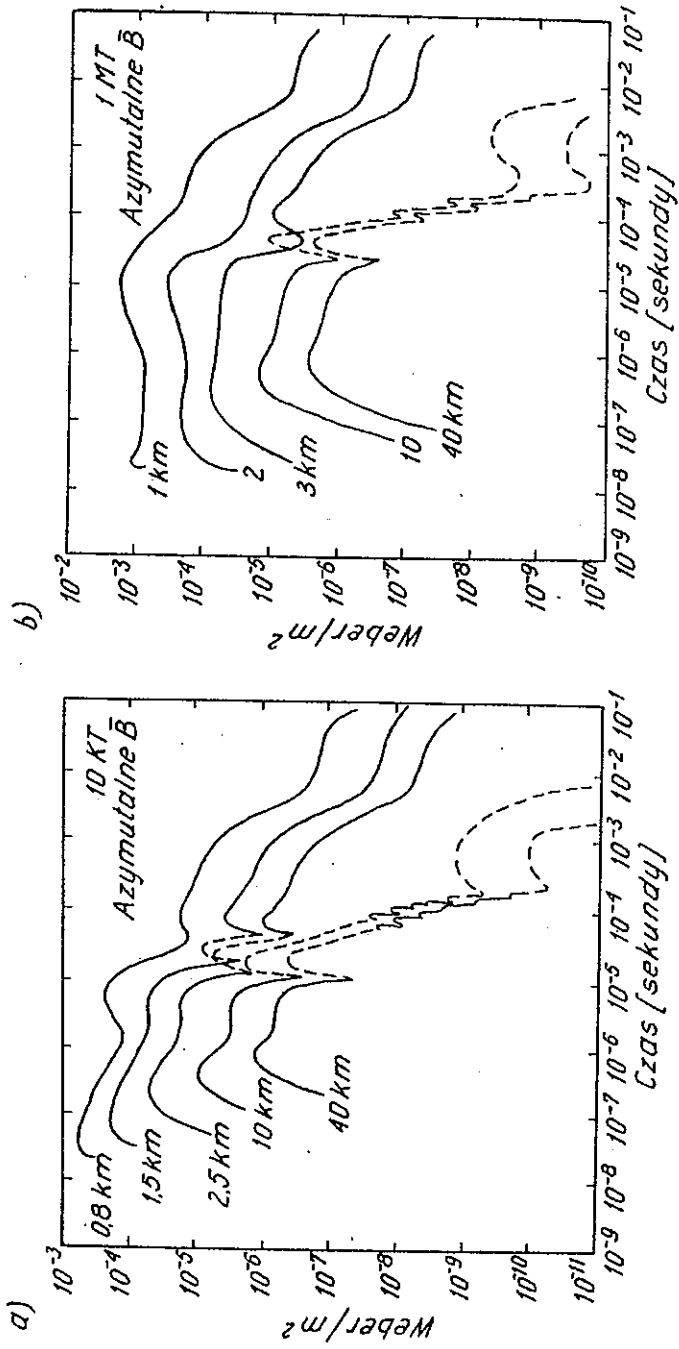 a)
10 KT
Azymutalne B̄
Weber/m²
10⁻³
10⁻⁴
10⁻⁵
10⁻⁶
10⁻⁷
10⁻⁸
10⁻⁹
10⁻¹⁰
10⁻¹¹
0,8 km
1,5 km
2,5 km
10 km
40 km
10⁻⁹ 10⁻⁸ 10⁻⁷ 10⁻⁶ 10⁻⁵ 10⁻⁴ 10⁻³ 10⁻² 10⁻¹
Czas [sekundy]
b)
1 MT
Azymutalne B̄
Weber/m²
10⁻²
10⁻³
10⁻⁴
10⁻⁵
10⁻⁶
10⁻⁷
10⁻⁸
10⁻⁹
10⁻¹⁰
1 km
2
3 km
10
40 km
10⁻⁹ 10⁻⁸ 10⁻⁷ 10⁻⁶ 10⁻⁵ 10⁻⁴ 10⁻³ 10⁻² 10⁻¹
Czas [sekundy]